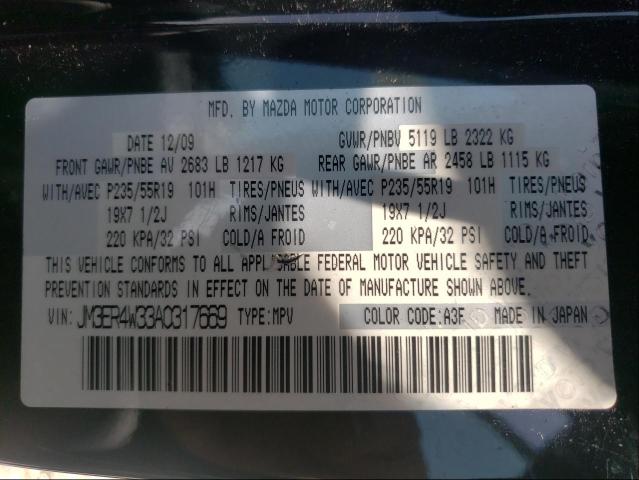 MFD. BY MAZDA MOTOR CORPORATION
DATE 12/09 GVWR/PNBV 5119 LB 2322 KG
FRONT GAWR/PNBE AV 2683 LB 1217 KG REAR GAWR/PNBE AR 2458 LB 1115 KG
WITH/AVEC P235/55R19 101H TIRES/PNEUS WITH/AVEC P235/55R19 101H TIRES/PNEUS
19X7 1/2J RIMS/JANTES 19X7 1/2J RIMS/JANTES
220 KPA/32 PSI COLD/A FROID 220 KPA/32 PSI COLD/A FROID
THIS VEHICLE CONFORMS TO ALL APPLICABLE FEDERAL MOTOR VEHICLE SAFETY AND THEFT
PREVENTION STANDARDS IN EFFECT ON THE DATE OF MANUFACTURE SHOWN ABOVE.
VIN: JM3ER4W33A0317669 TYPE: MPV COLOR CODE: A3F MADE IN JAPAN